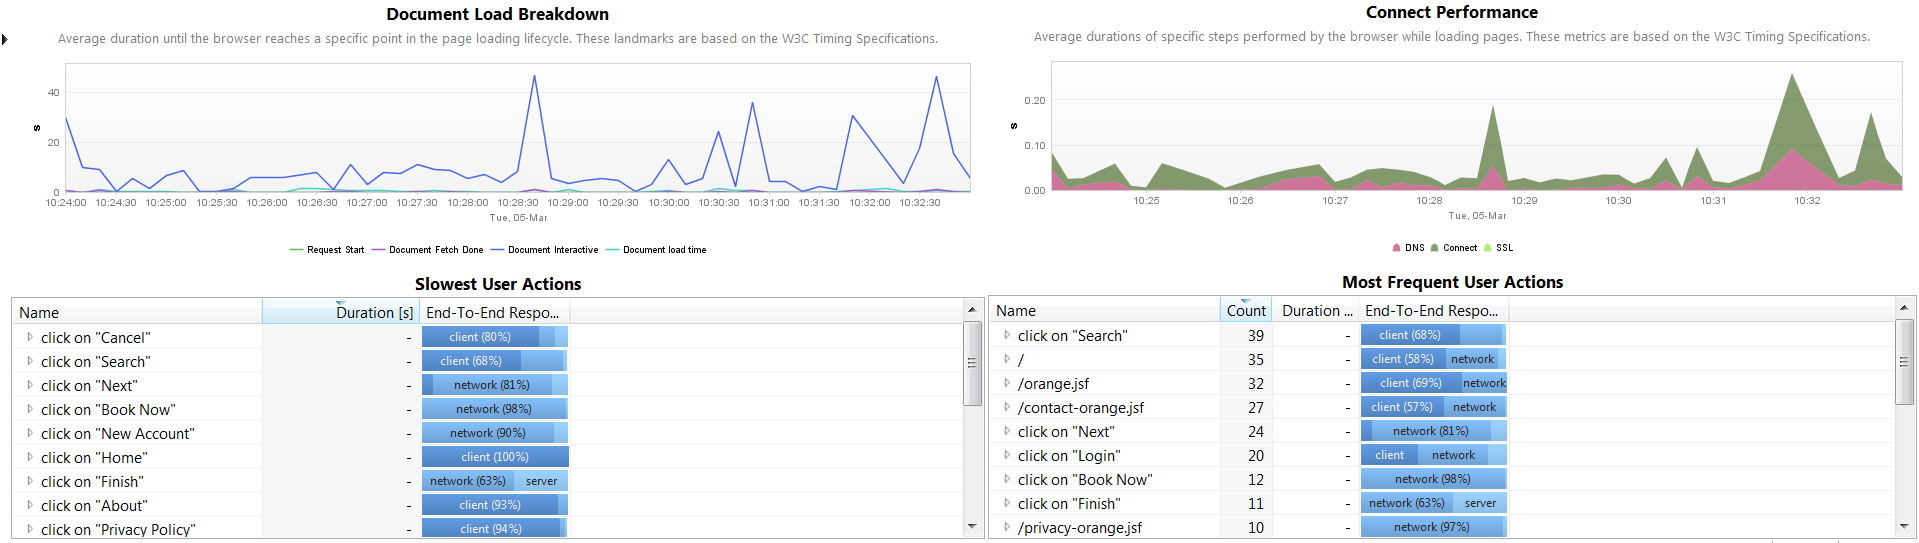 Document Load Breakdown
Average duration until the browser reaches a specific point in the page loading lifecycle. These landmarks are based on the W3C Timing Specifications.
40
20
0
s
10:24:00 10:24:30 10:25:00 10:25:30 10:26:00 10:26:30 10:27:00 10:27:30 10:28:00 10:28:30 10:29:00 10:29:30 10:30:00 10:30:30 10:31:00 10:31:30 10:32:00 10:32:30
Tue, 05-Mar
Request Start Document Fetch Done Document Interactive Document load time
Connect Performance
Average durations of specific steps performed by the browser while loading pages. These metrics are based on the W3C Timing Specifications.
0.20
0.10
0.00
s
10:25 10:26 10:27 10:28 10:29 10:30 10:31 10:32
Tue, 05-Mar
DNS Connect SSL
Slowest User Actions
Name Duration [s] End-To-End Respo...
click on "Cancel" - client (80%)
click on "Search" - client (68%)
click on "Next" - network (81%)
click on "Book Now" - network (98%)
click on "New Account" - network (90%)
click on "Home" - client (100%)
click on "Finish" - network (63%) server
click on "About" - client (93%)
click on "Privacy Policy" - client (94%)
Most Frequent User Actions
Name Count Duration ... End-To-End Respo...
click on "Search" 39 - client (68%)
/ 35 - client (58%) network
/orange.jsf 32 - client (69%) network
/contact-orange.jsf 27 - client (57%) network
click on "Next" 24 - network (81%)
click on "Login" 20 - client network
click on "Book Now" 12 - network (98%)
click on "Finish" 11 - network (63%) server
/privacy-orange.jsf 10 - network (97%)